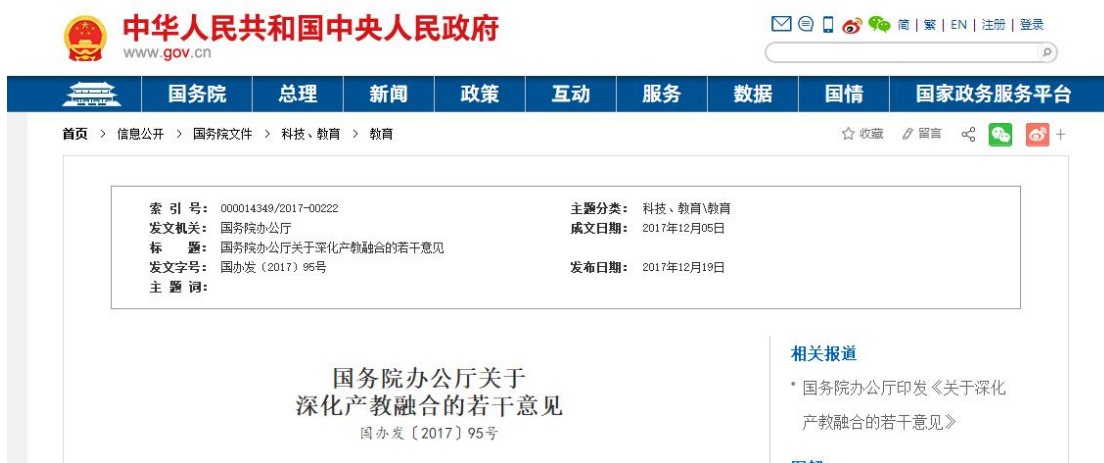 中华人民共和国中央人民政府
www.gov.cn
简 | 繁 | EN | 注册 | 登录
国务院 总理 新闻 政策 互动 服务 数据 国情 国家政务服务平台
首页 > 信息公开 > 国务院文件 > 科技、教育 > 教育
收藏 留言
索 引 号： 000014349/2017-00222 主题分类： 科技、教育\教育
发文机关： 国务院办公厅 成文日期： 2017年12月05日
标 题： 国务院办公厅关于深化产教融合的若干意见
发文字号： 国办发〔2017〕95号 发布日期： 2017年12月19日
主 题 词：
国务院办公厅关于
深化产教融合的若干意见
国办发〔2017〕95号
相关报道
• 国务院办公厅印发《关于深化
产教融合的若干意见》